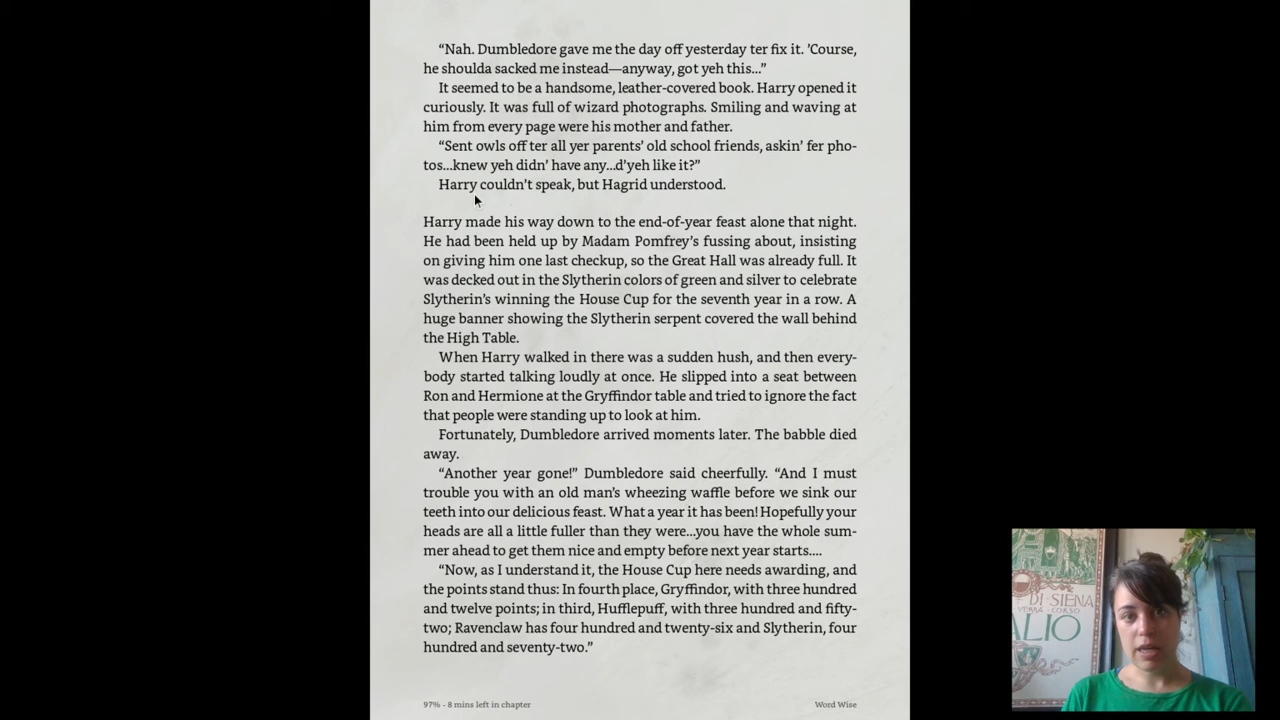 “Nah. Dumbledore gave me the day off yesterday ter fix it. ’Course,
he shoulda sacked me instead—anyway, got yeh this...”
It seemed to be a handsome, leather-covered book. Harry opened it
curiously. It was full of wizard photographs. Smiling and waving at
him from every page were his mother and father.
“Sent owls off ter all yer parents’ old school friends, askin’ fer pho-
tos...knew yeh didn’ have any...d’yeh like it?”
Harry couldn’t speak, but Hagrid understood.
Harry made his way down to the end-of-year feast alone that night.
He had been held up by Madam Pomfrey’s fussing about, insisting
on giving him one last checkup, so the Great Hall was already full. It
was decked out in the Slytherin colors of green and silver to celebrate
Slytherin’s winning the House Cup for the seventh year in a row. A
huge banner showing the Slytherin serpent covered the wall behind
the High Table.
When Harry walked in there was a sudden hush, and then every-
body started talking loudly at once. He slipped into a seat between
Ron and Hermione at the Gryffindor table and tried to ignore the fact
that people were standing up to look at him.
Fortunately, Dumbledore arrived moments later. The babble died
away.
“Another year gone!” Dumbledore said cheerfully. “And I must
trouble you with an old man’s wheezing waffle before we sink our
teeth into our delicious feast. What a year it has been! Hopefully your
heads are all a little fuller than they were...you have the whole sum-
mer ahead to get them nice and empty before next year starts....
“Now, as I understand it, the House Cup here needs awarding, and
the points stand thus: In fourth place, Gryffindor, with three hundred
and twelve points; in third, Hufflepuff, with three hundred and fifty-
two; Ravenclaw has four hundred and twenty-six and Slytherin, four
hundred and seventy-two.”
97% - 8 mins left in chapter
Word Wise
DI SIENA
TERRA CORSO
ALIO